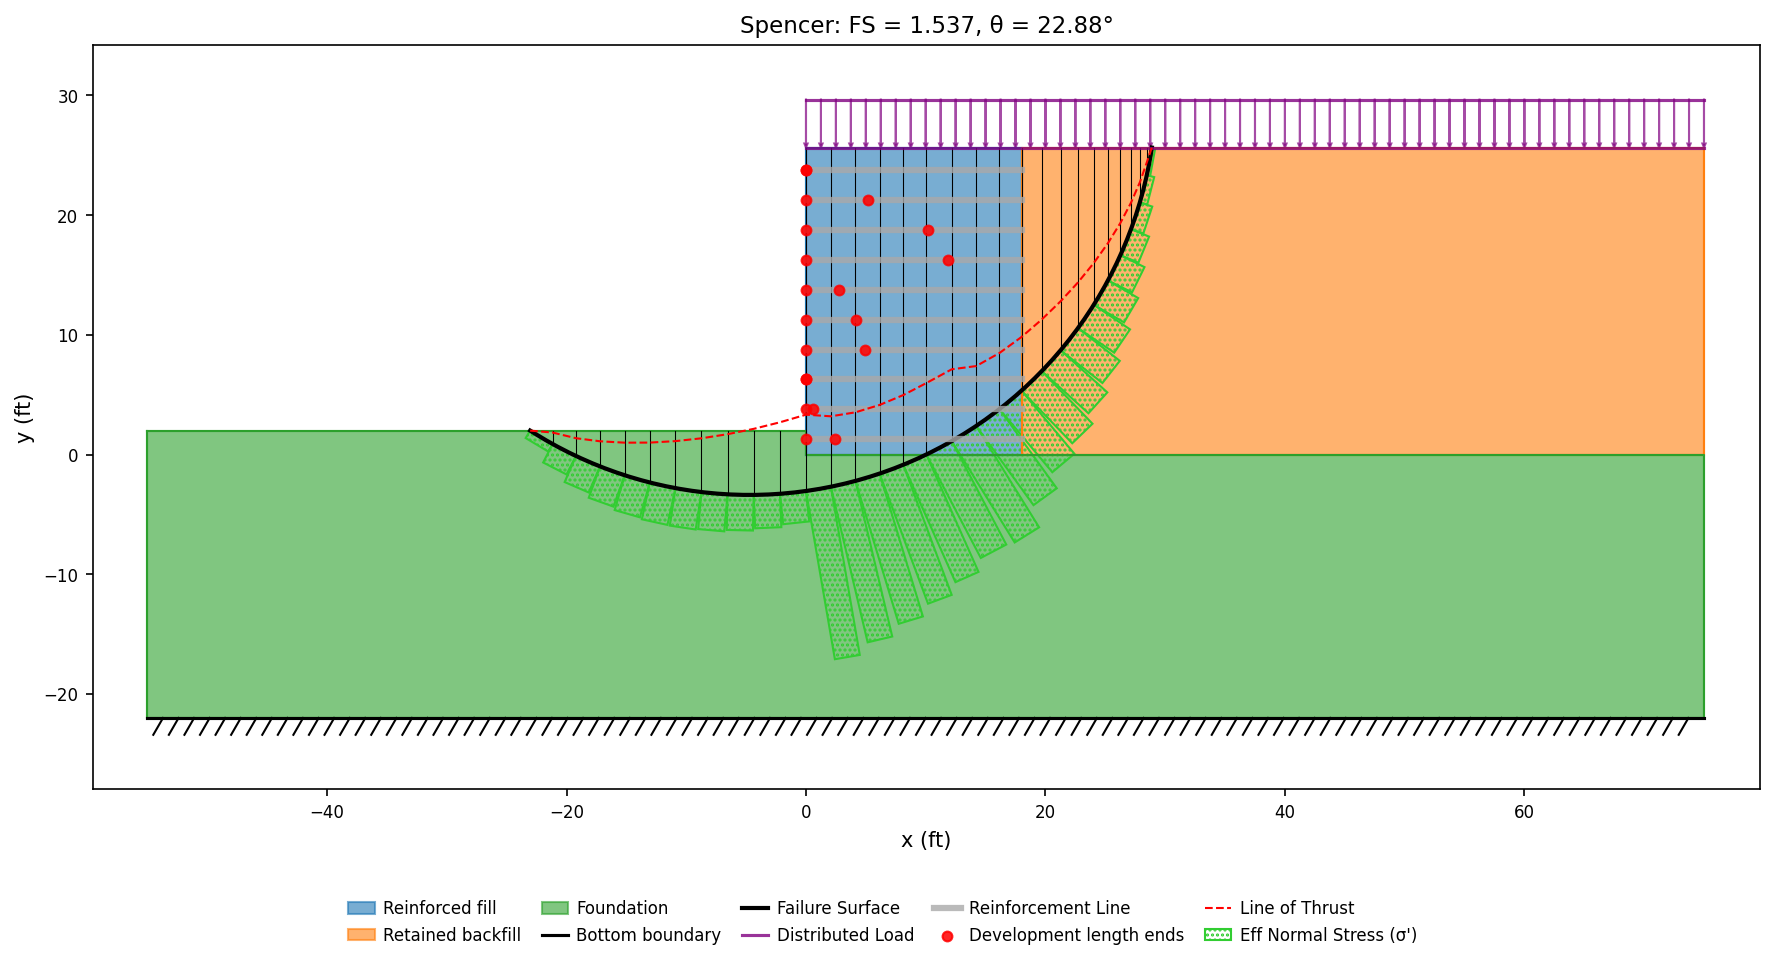 Spencer: FS = 1.537, θ = 22.88°
30
20
10
0
−10
−20
y (ft)
−40
−20
0
20
40
60
x (ft)
Reinforced fill
Foundation
Failure Surface
Reinforcement Line
Line of Thrust
Retained backfill
Bottom boundary
Distributed Load
Development length ends
Eff Normal Stress (σ')